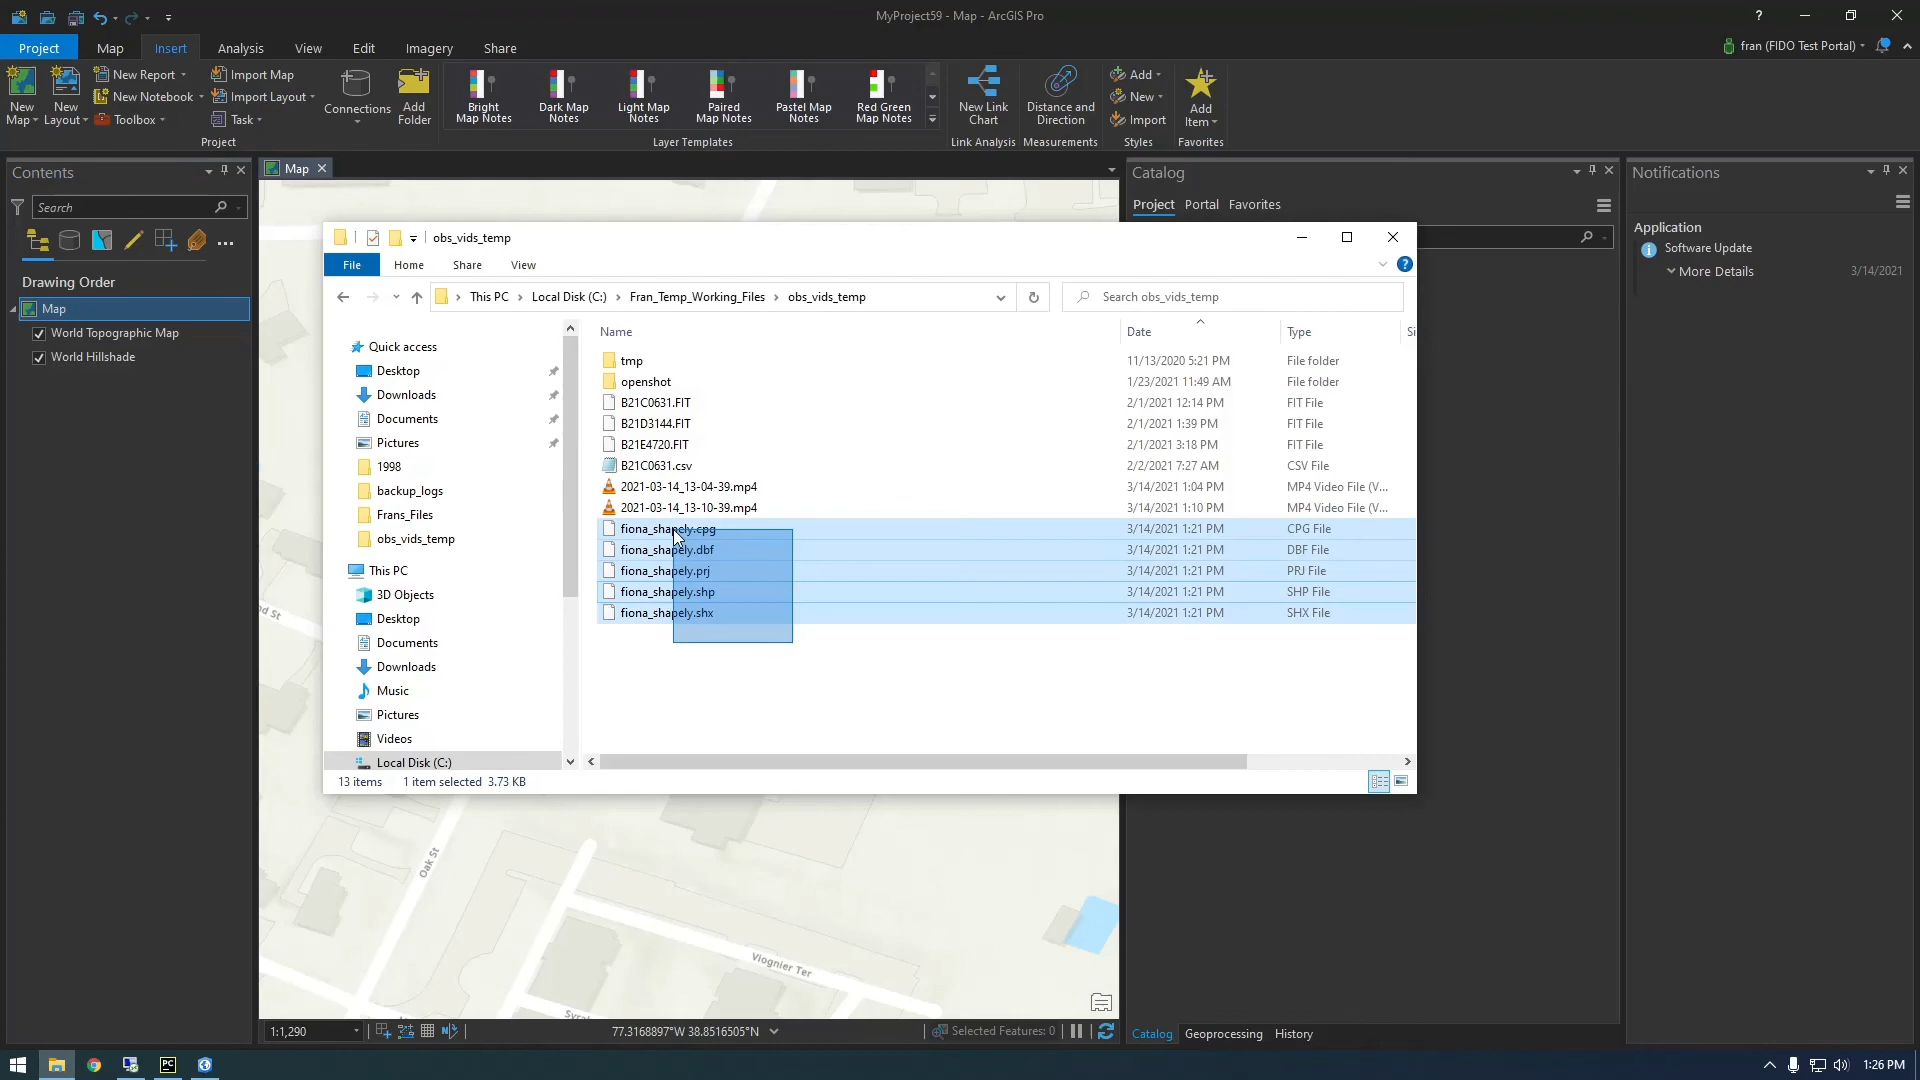 MyProject59 - Map - ArcGIS Pro
?
Project Map Insert Analysis View Edit Imagery Share
fran (FIDO Test Portal)
New Map
New Layout
New Report
New Notebook
Toolbox
Import Map
Import Layout
Task
Connections
Add Folder
Project
Bright Map Notes
Dark Map Notes
Light Map Notes
Paired Map Notes
Pastel Map Notes
Red Green Map Notes
Layer Templates
New Link Chart
Link Analysis
Distance and Direction
Measurements
Add
New
Import
Styles
Add Item
Favorites
Contents
Search
Drawing Order
Map
World Topographic Map
World Hillshade
Map
Catalog
Project Portal Favorites
Notifications
Application
Software Update
More Details 3/14/2021
obs_vids_temp
File Home Share View
This PC > Local Disk (C:) > Fran_Temp_Working_Files > obs_vids_temp
Search obs_vids_temp
Quick access
Desktop
Downloads
Documents
Pictures
1998
backup_logs
Frans_Files
obs_vids_temp
This PC
3D Objects
Desktop
Documents
Downloads
Music
Pictures
Videos
Local Disk (C:)
Name Date Type Si
tmp 11/13/2020 5:21 PM File folder
openshot 1/23/2021 11:49 AM File folder
B21C0631.FIT 2/1/2021 12:14 PM FIT File
B21D3144.FIT 2/1/2021 1:39 PM FIT File
B21E4720.FIT 2/1/2021 3:18 PM FIT File
B21C0631.csv 2/2/2021 7:27 AM CSV File
2021-03-14_13-04-39.mp4 3/14/2021 1:04 PM MP4 Video File (V...
2021-03-14_13-10-39.mp4 3/14/2021 1:10 PM MP4 Video File (V...
fiona_shapely.cpg 3/14/2021 1:21 PM CPG File
fiona_shapely.dbf 3/14/2021 1:21 PM DBF File
fiona_shapely.prj 3/14/2021 1:21 PM PRJ File
fiona_shapely.shp 3/14/2021 1:21 PM SHP File
fiona_shapely.shx 3/14/2021 1:21 PM SHX File
13 items 1 item selected 3.73 KB
nd St
Oak St
Viognier Ter
Syra
1:1,290
77.3168897°W 38.8516505°N
Selected Features: 0
Catalog Geoprocessing History
PC
1:26 PM